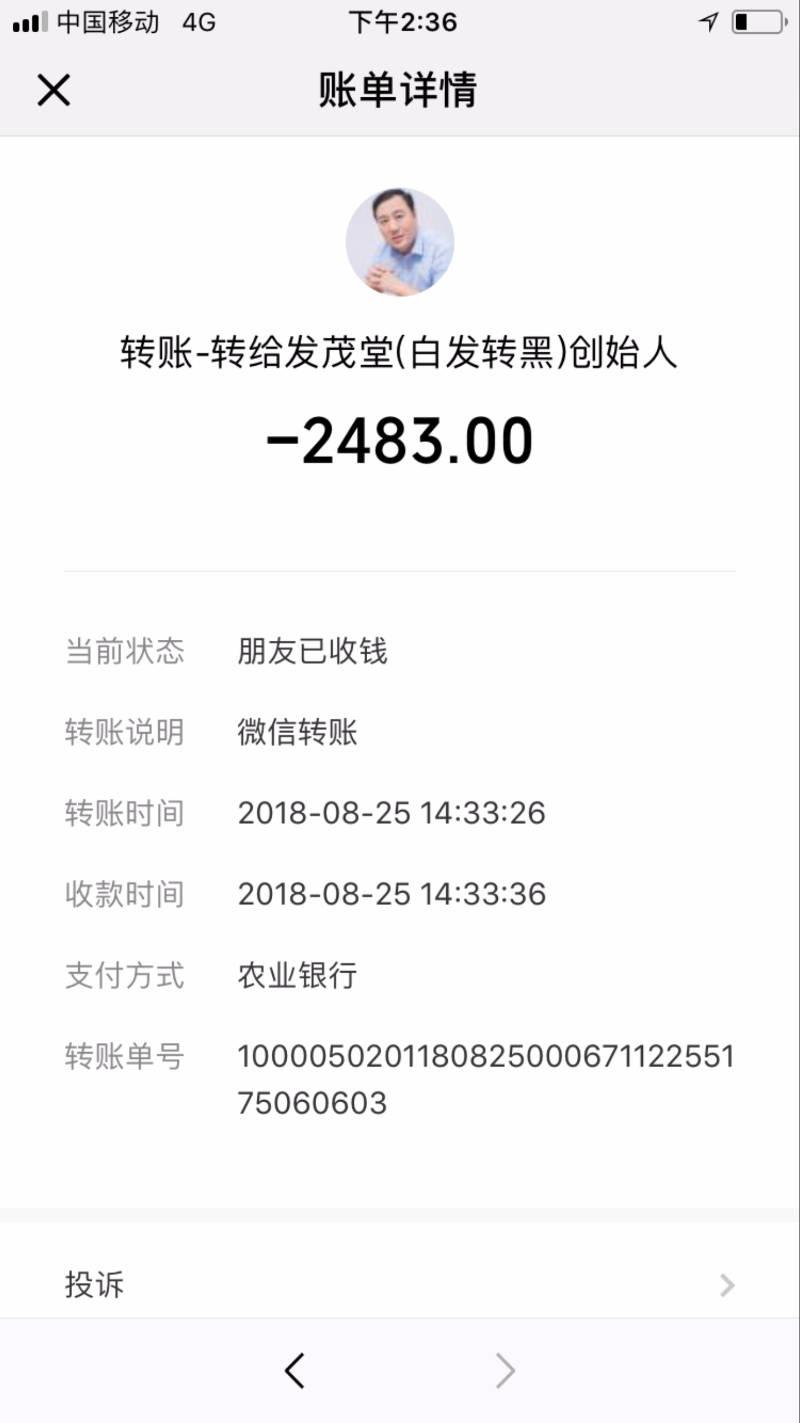 中国移动 4G 下午2:36
账单详情
转账-转给发茂堂(白发转黑)创始人
-2483.00
当前状态 朋友已收钱
转账说明 微信转账
转账时间 2018-08-25 14:33:26
收款时间 2018-08-25 14:33:36
支付方式 农业银行
转账单号 1000050201180825000671122551
75060603
投诉